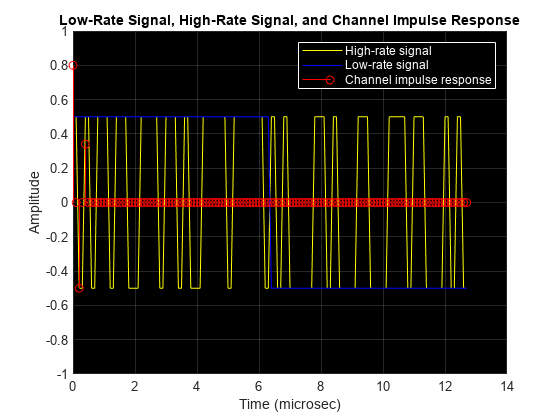 Low-Rate Signal, High-Rate Signal, and Channel Impulse Response
High-rate signal
Low-rate signal
Channel impulse response
1
0.8
0.6
0.4
0.2
0
-0.2
-0.4
-0.6
-0.8
-1
Amplitude
0 2 4 6 8 10 12 14
Time (microsec)